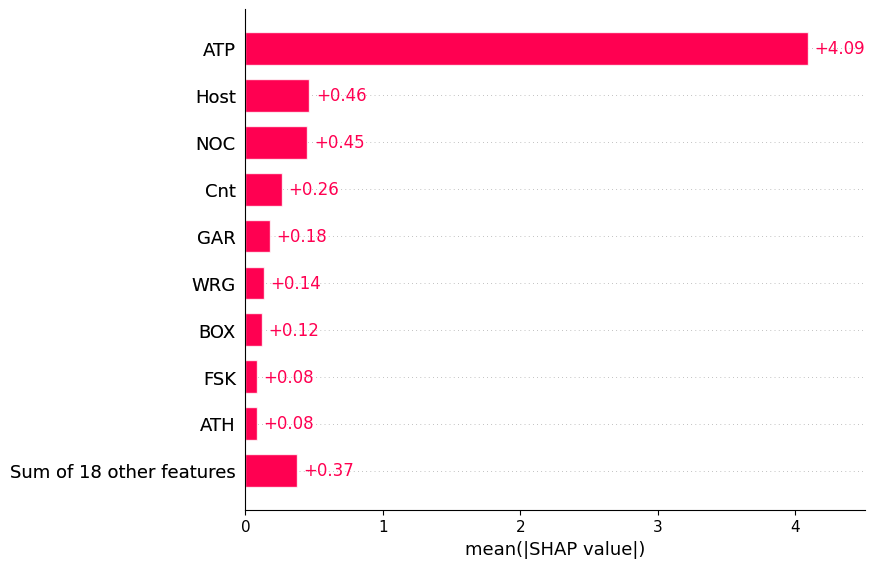 ATP +4.09
Host +0.46
NOC +0.45
Cnt +0.26
GAR +0.18
WRG +0.14
BOX +0.12
FSK +0.08
ATH +0.08
Sum of 18 other features +0.37
0 1 2 3 4
mean(|SHAP value|)